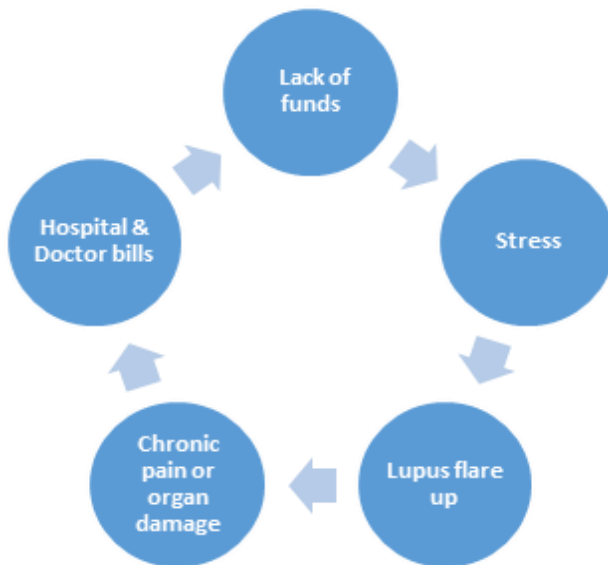 Lack of
funds
Stress
Lupus flare
up
Chronic
pain or
organ
damage
Hospital &
Doctor bills